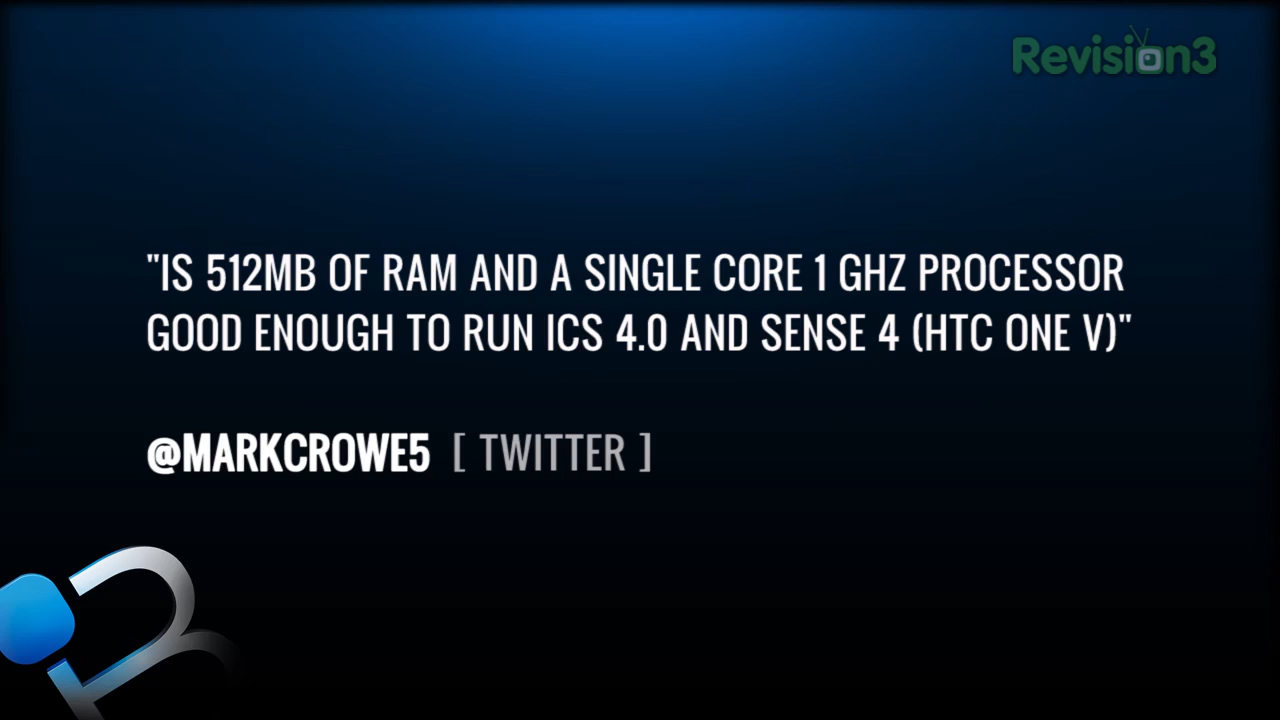 Revision3
"IS 512MB OF RAM AND A SINGLE CORE 1 GHZ PROCESSOR
GOOD ENOUGH TO RUN ICS 4.0 AND SENSE 4 (HTC ONE V)"
@MARKCROWE5 [ TWITTER ]